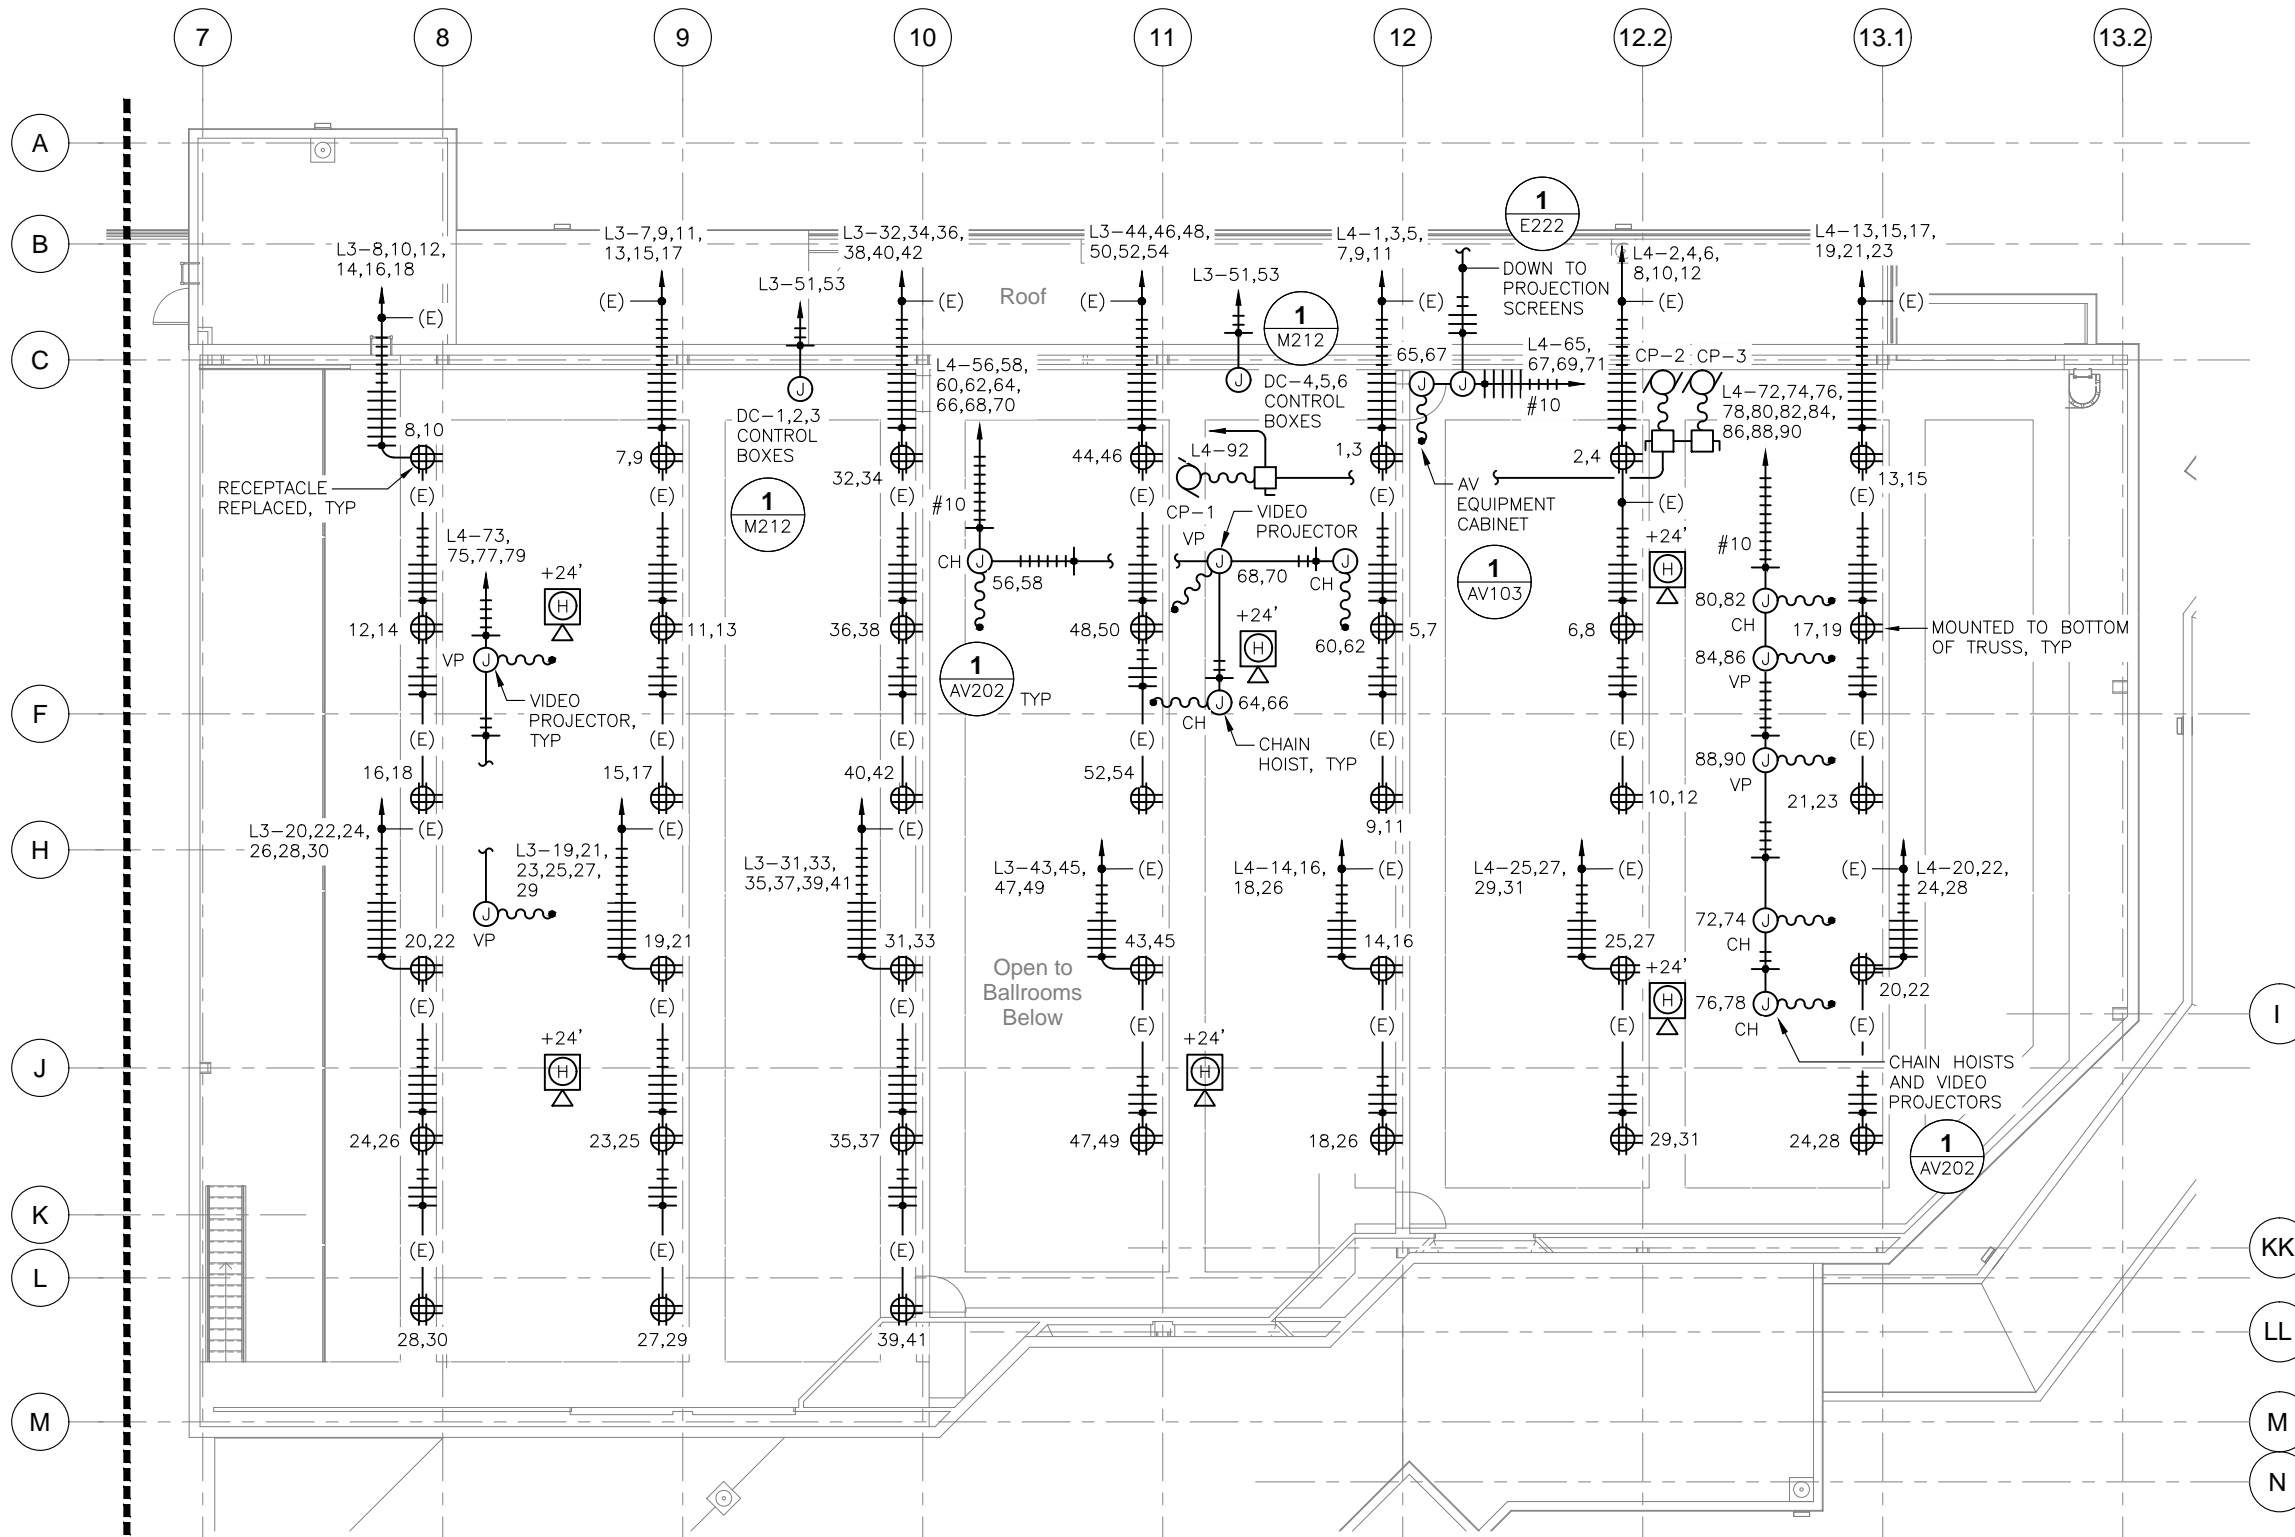 7
8
9
10
11
12
12.2
13.1
13.2
A
B
C
F
H
J
K
L
M
I
KK
LL
M
N
1
E222
L3-8,10,12,
14,16,18
(E)
L3-7,9,11,
13,15,17
(E)
L3-51,53
L3-32,34,36,
38,40,42
(E)
Roof
L3-44,46,48,
50,52,54
(E)
L3-51,53
1
M212
L4-1,3,5,
7,9,11
(E)
DOWN TO
PROJECTION
SCREENS
L4-2,4,6,
8,10,12
(E)
L4-13,15,17,
19,21,23
(E)
J
DC-1,2,3
CONTROL
BOXES
1
M212
L4-56,58,
60,62,64,
66,68,70
#10
J
DC-4,5,6
CONTROL
BOXES
65,67
J
L4-65,
67,69,71
#10
CP-2
CP-3
L4-72,74,76,
78,80,82,84,
86,88,90
#10
8,10
RECEPTACLE
REPLACED, TYP
(E)
7,9
(E)
32,34
(E)
44,46
(E)
L4-92
CP-1
1,3
(E)
AV
EQUIPMENT
CABINET
2,4
(E)
13,15
(E)
L4-73,
75,77,79
+24'
H
CH
J
56,58
VP
VIDEO
PROJECTOR
J
68,70
J
CH
60,62
1
AV103
+24'
H
80,82
J
CH
12,14
11,13
36,38
48,50
5,7
6,8
17,19
MOUNTED TO BOTTOM
OF TRUSS, TYP
VP
J
VIDEO
PROJECTOR,
TYP
1
AV202
TYP
+24'
H
J
64,66
CH
CHAIN
HOIST, TYP
84,86
J
VP
(E)
(E)
(E)
(E)
(E)
(E)
(E)
88,90
J
VP
16,18
15,17
40,42
52,54
9,11
10,12
21,23
L3-20,22,24,
26,28,30
(E)
L3-19,21,
23,25,27,
29
(E)
L3-31,33,
35,37,39,41
(E)
L3-43,45,
47,49
(E)
L4-14,16,
18,26
(E)
L4-25,27,
29,31
(E)
(E)
L4-20,22,
24,28
J
VP
20,22
19,21
31,33
Open to
Ballrooms
Below
43,45
14,16
25,27
+24'
H
72,74
J
CH
20,22
(E)
(E)
(E)
(E)
(E)
(E)
76,78
J
CH
(E)
+24'
H
+24'
H
CHAIN HOISTS
AND VIDEO
PROJECTORS
1
AV202
24,26
23,25
35,37
47,49
18,26
29,31
24,28
(E)
(E)
(E)
28,30
27,29
39,41